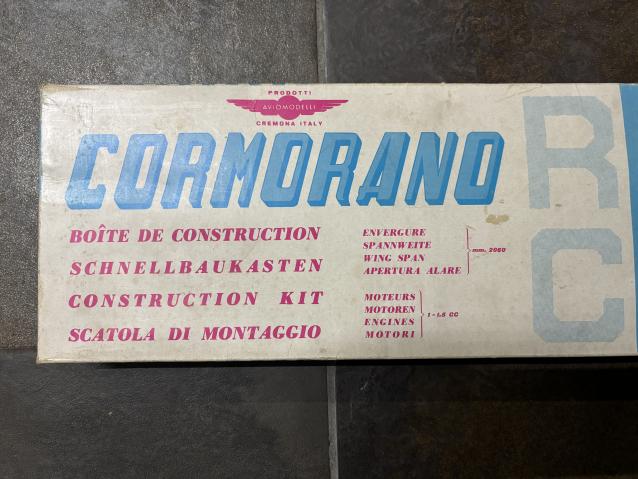 PRODOTTI
AVIOMODELLI
CREMONA ITALY
CORMORANO
RC
BOÎTE DE CONSTRUCTION
SCHNELLBAUKASTEN
CONSTRUCTION KIT
SCATOLA DI MONTAGGIO
ENVERGURE
SPANNWEITE
WING SPAN
APERTURA ALARE
mm. 2060
MOTEURS
MOTOREN
ENGINES
MOTORI
1-1.5 CC